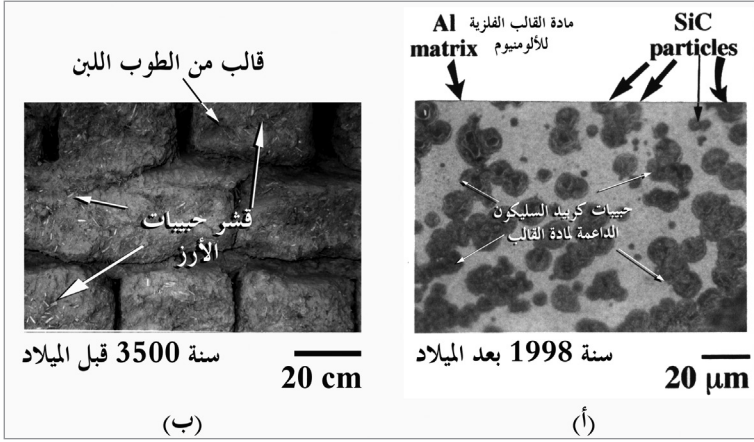 Al
matrix
مادة القالب الفلزية
للألومنيوم
SiC
particles
حبيبات كربيد السليكون
الداعمة لمادة القالب
سنة 1998 بعد الميلاد
20 µm
(أ)
قالب من الطوب اللبن
قشر حبيبات
الأرز
سنة 3500 قبل الميلاد
20 cm
(ب)